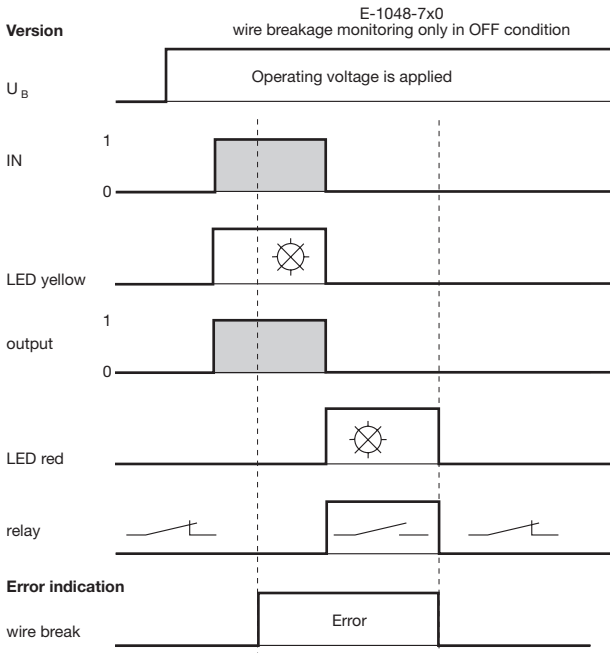 E-1048-7x0
Version wire breakage monitoring only in OFF condition
Operating voltage is applied
U B
1
IN
0
LED yellow
1
output
0
LED red
relay
Error indication
Error
wire break